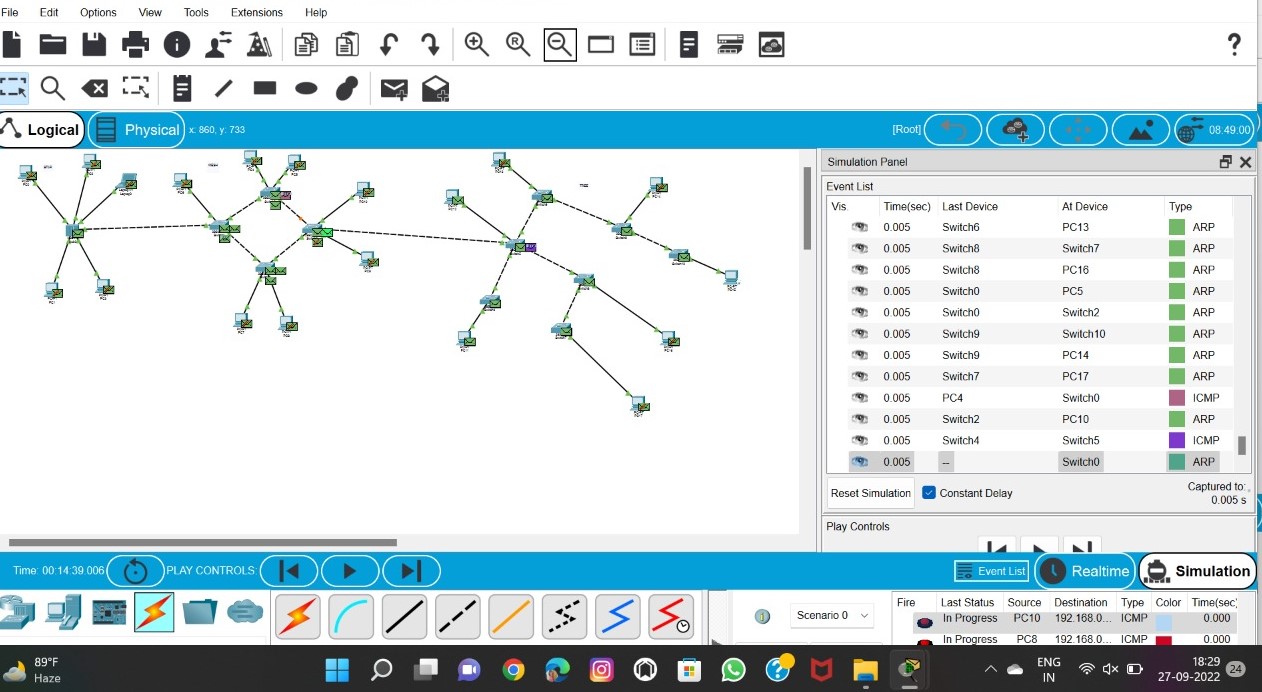 File Edit Options View Tools Extensions Help
Logical Physical x: 860, y: 733 [Root] 08:49:00
Simulation Panel
Event List
Vis. Time(sec) Last Device At Device Type
0.005 Switch6 PC13 ARP
0.005 Switch8 Switch7 ARP
0.005 Switch8 PC16 ARP
0.005 Switch0 PC5 ARP
0.005 Switch0 Switch2 ARP
0.005 Switch9 Switch10 ARP
0.005 Switch9 PC14 ARP
0.005 Switch7 PC17 ARP
0.005 PC4 Switch0 ICMP
0.005 Switch2 PC10 ARP
0.005 Switch4 Switch5 ICMP
0.005 -- Switch0 ARP
Reset Simulation Constant Delay Captured to:
0.005 s
Play Controls
Time: 00:14:39.006 PLAY CONTROLS: Event List Realtime Simulation
Scenario 0
Fire Last Status Source Destination Type Color Time(sec
In Progress PC10 192.168.0... ICMP 0.000
In Progress PC8 192.168.0... ICMP 0.000
89°F
Haze
ENG
IN
18:29
27-09-2022
24